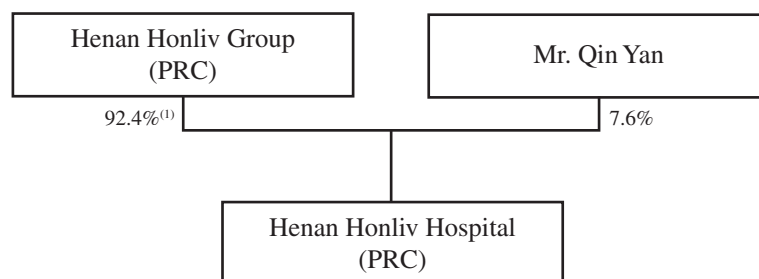 Henan Honliv Group
(PRC)
Mr. Qin Yan
92.4%(1)
7.6%
Henan Honliv Hospital
(PRC)